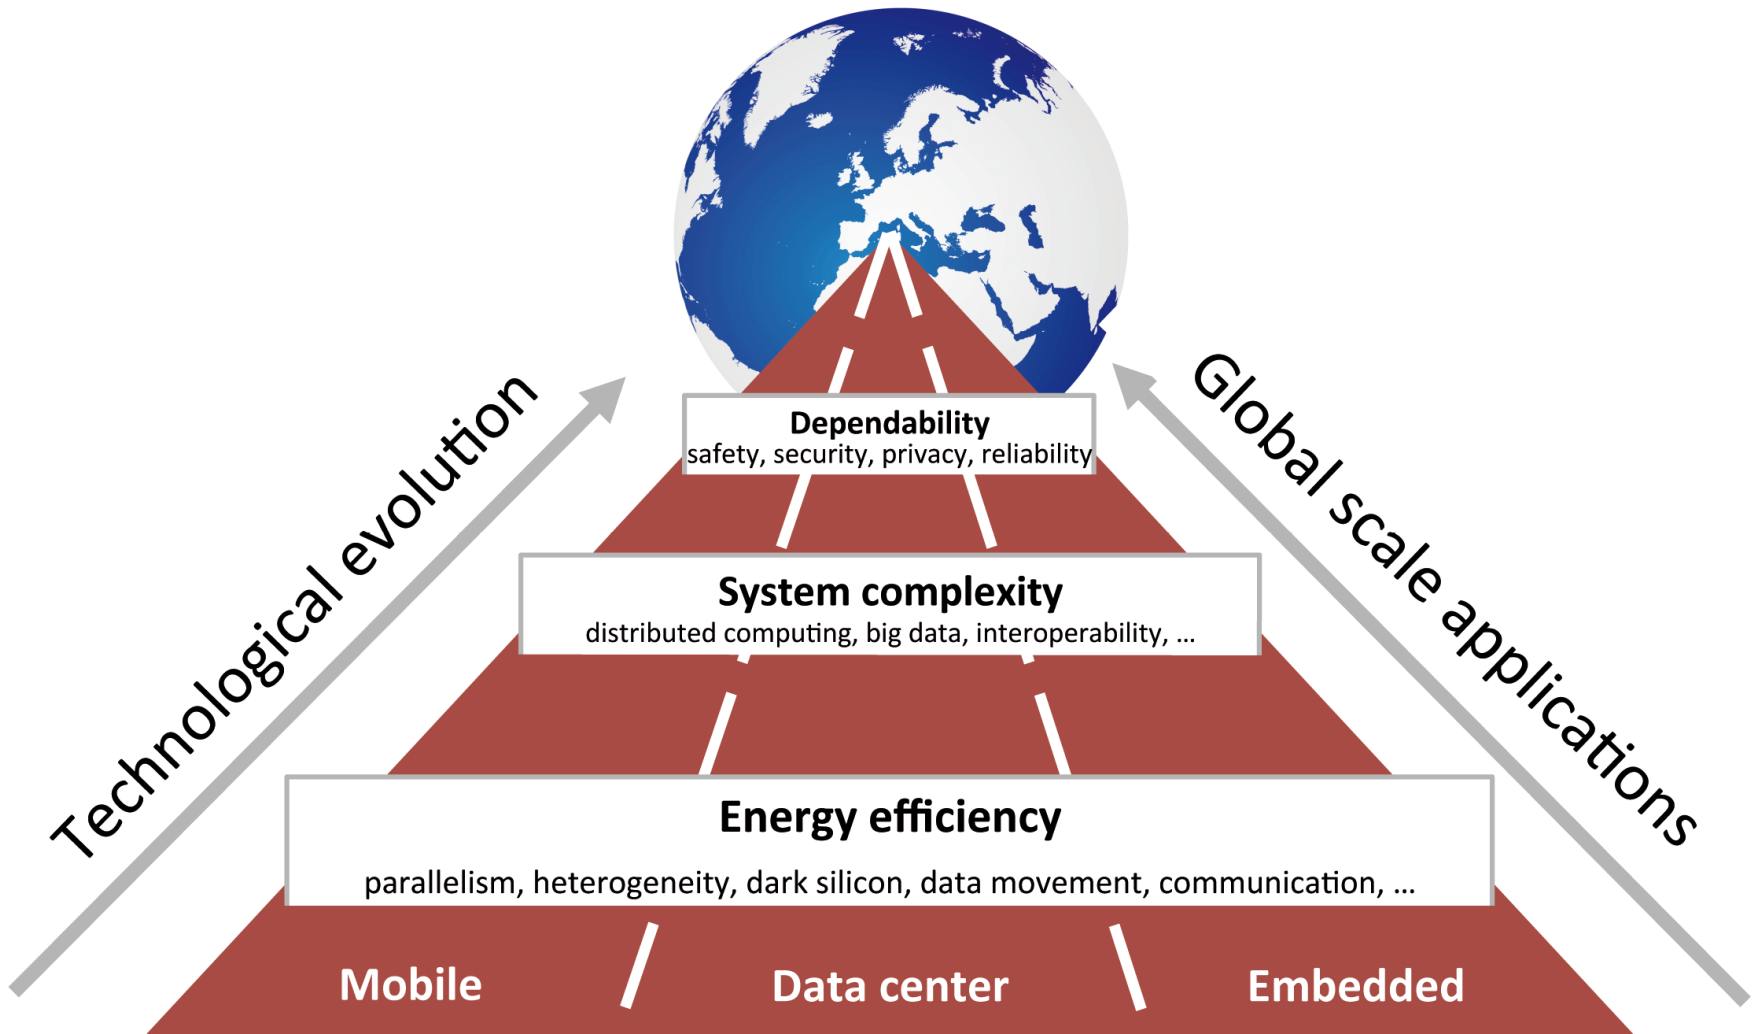 Technological evolution
Global scale applications
Dependability
safety, security, privacy, reliability
System complexity
distributed computing, big data, interoperability, ...
Energy efficiency
parallelism, heterogeneity, dark silicon, data movement, communication, ...
Mobile
Data center
Embedded